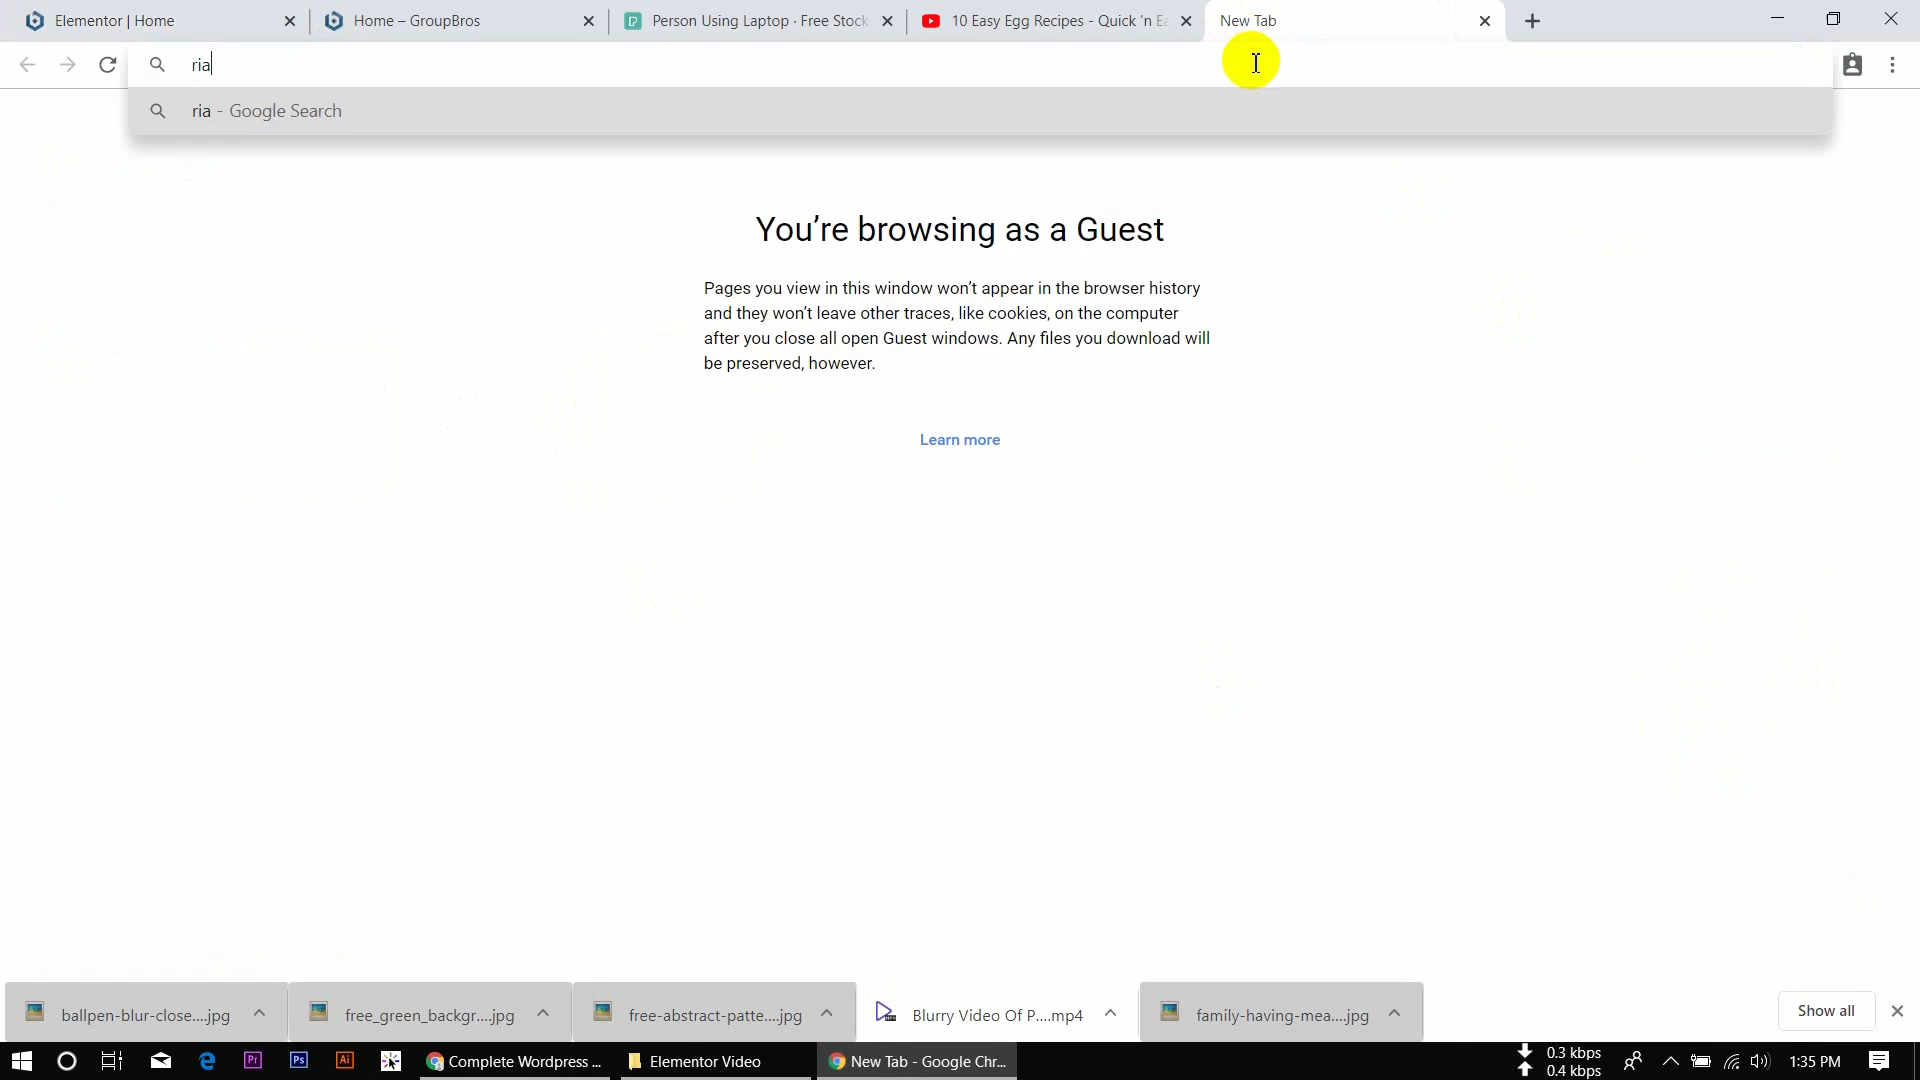 Elementor | Home
Home – GroupBros
Person Using Laptop · Free Stock
10 Easy Egg Recipes - Quick 'n Ea
New Tab
ria
ria - Google Search
You're browsing as a Guest
Pages you view in this window won't appear in the browser history
and they won't leave other traces, like cookies, on the computer
after you close all open Guest windows. Any files you download will
be preserved, however.
Learn more
ballpen-blur-close....jpg
free_green_backgr....jpg
free-abstract-patte....jpg
Blurry Video Of P....mp4
family-having-mea....jpg
Show all
Pr
Ps
Ai
Complete Wordpress ...
Elementor Video
New Tab - Google Chr...
0.3 kbps
0.4 kbps
1:35 PM